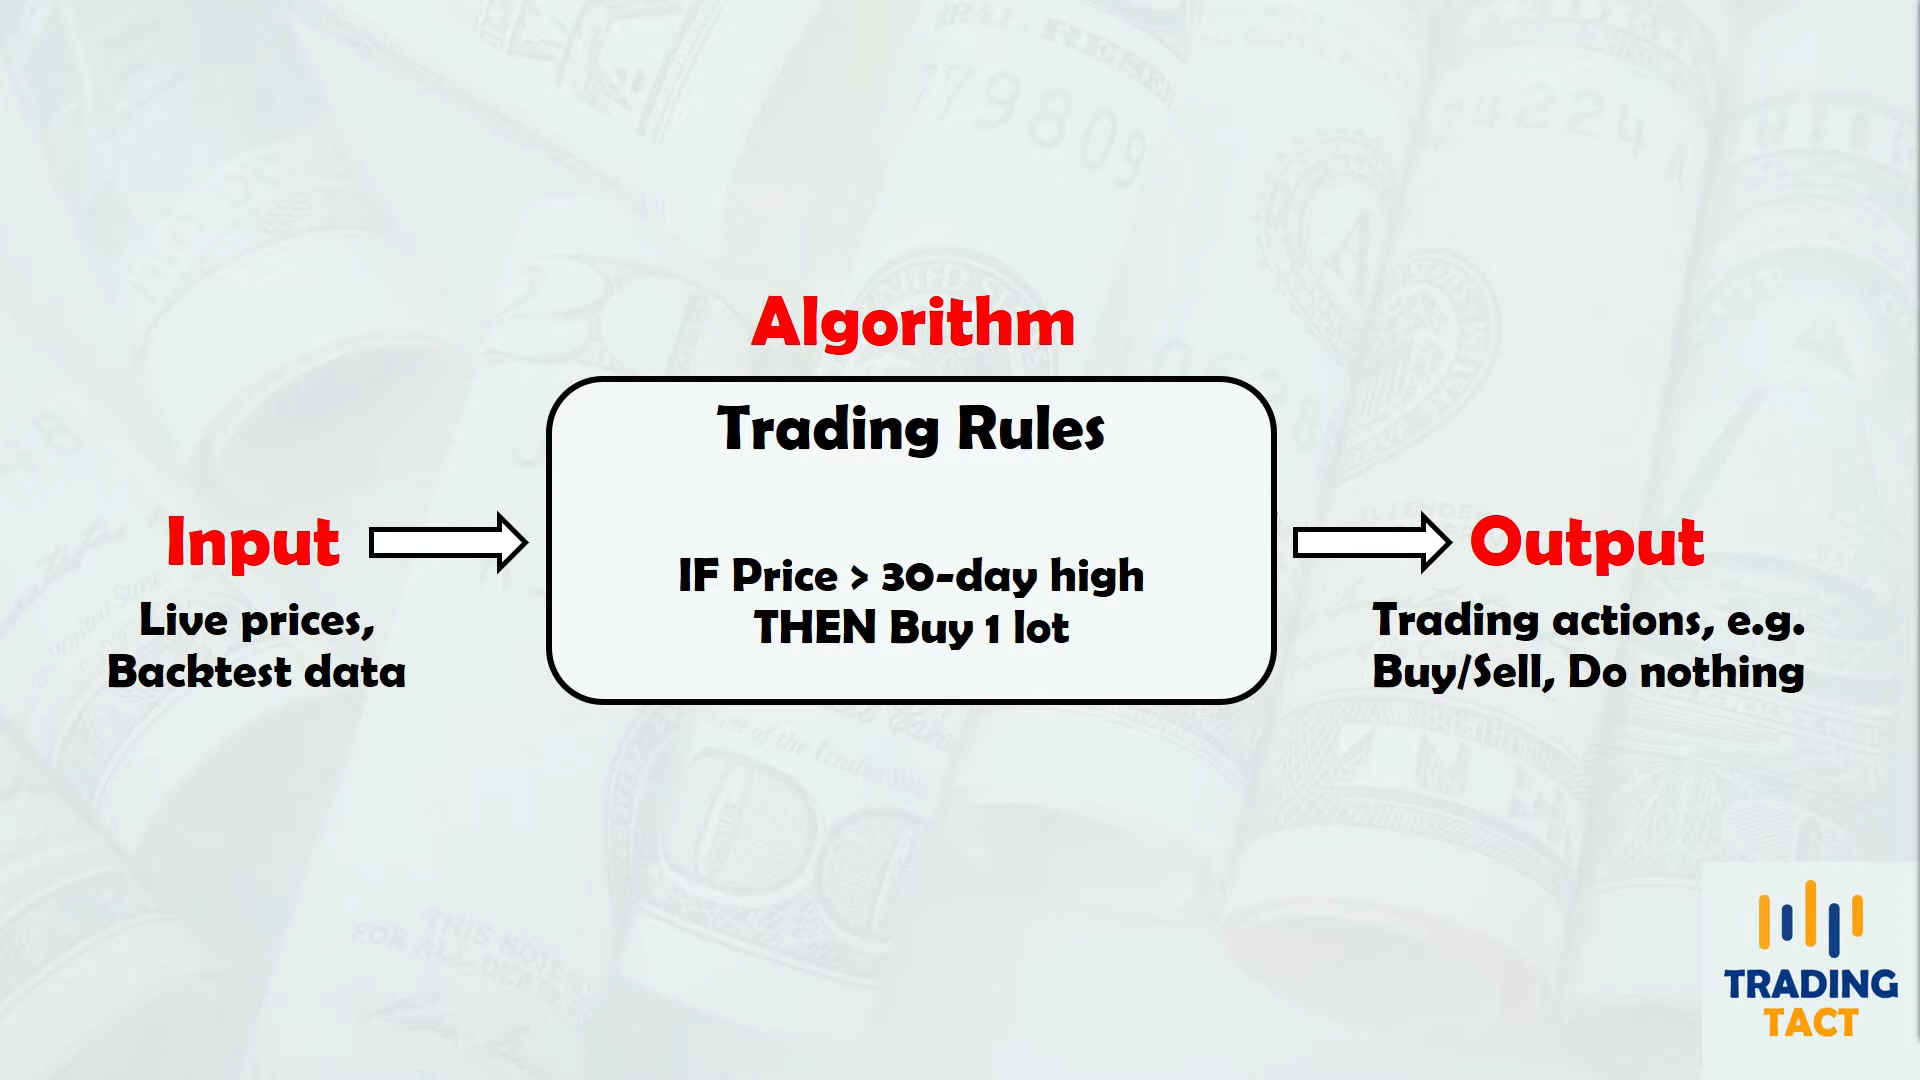 Algorithm
Trading Rules
IF Price > 30-day high
THEN Buy 1 lot
Input
Live prices,
Backtest data
Output
Trading actions, e.g.
Buy/Sell, Do nothing
TRADING
TACT